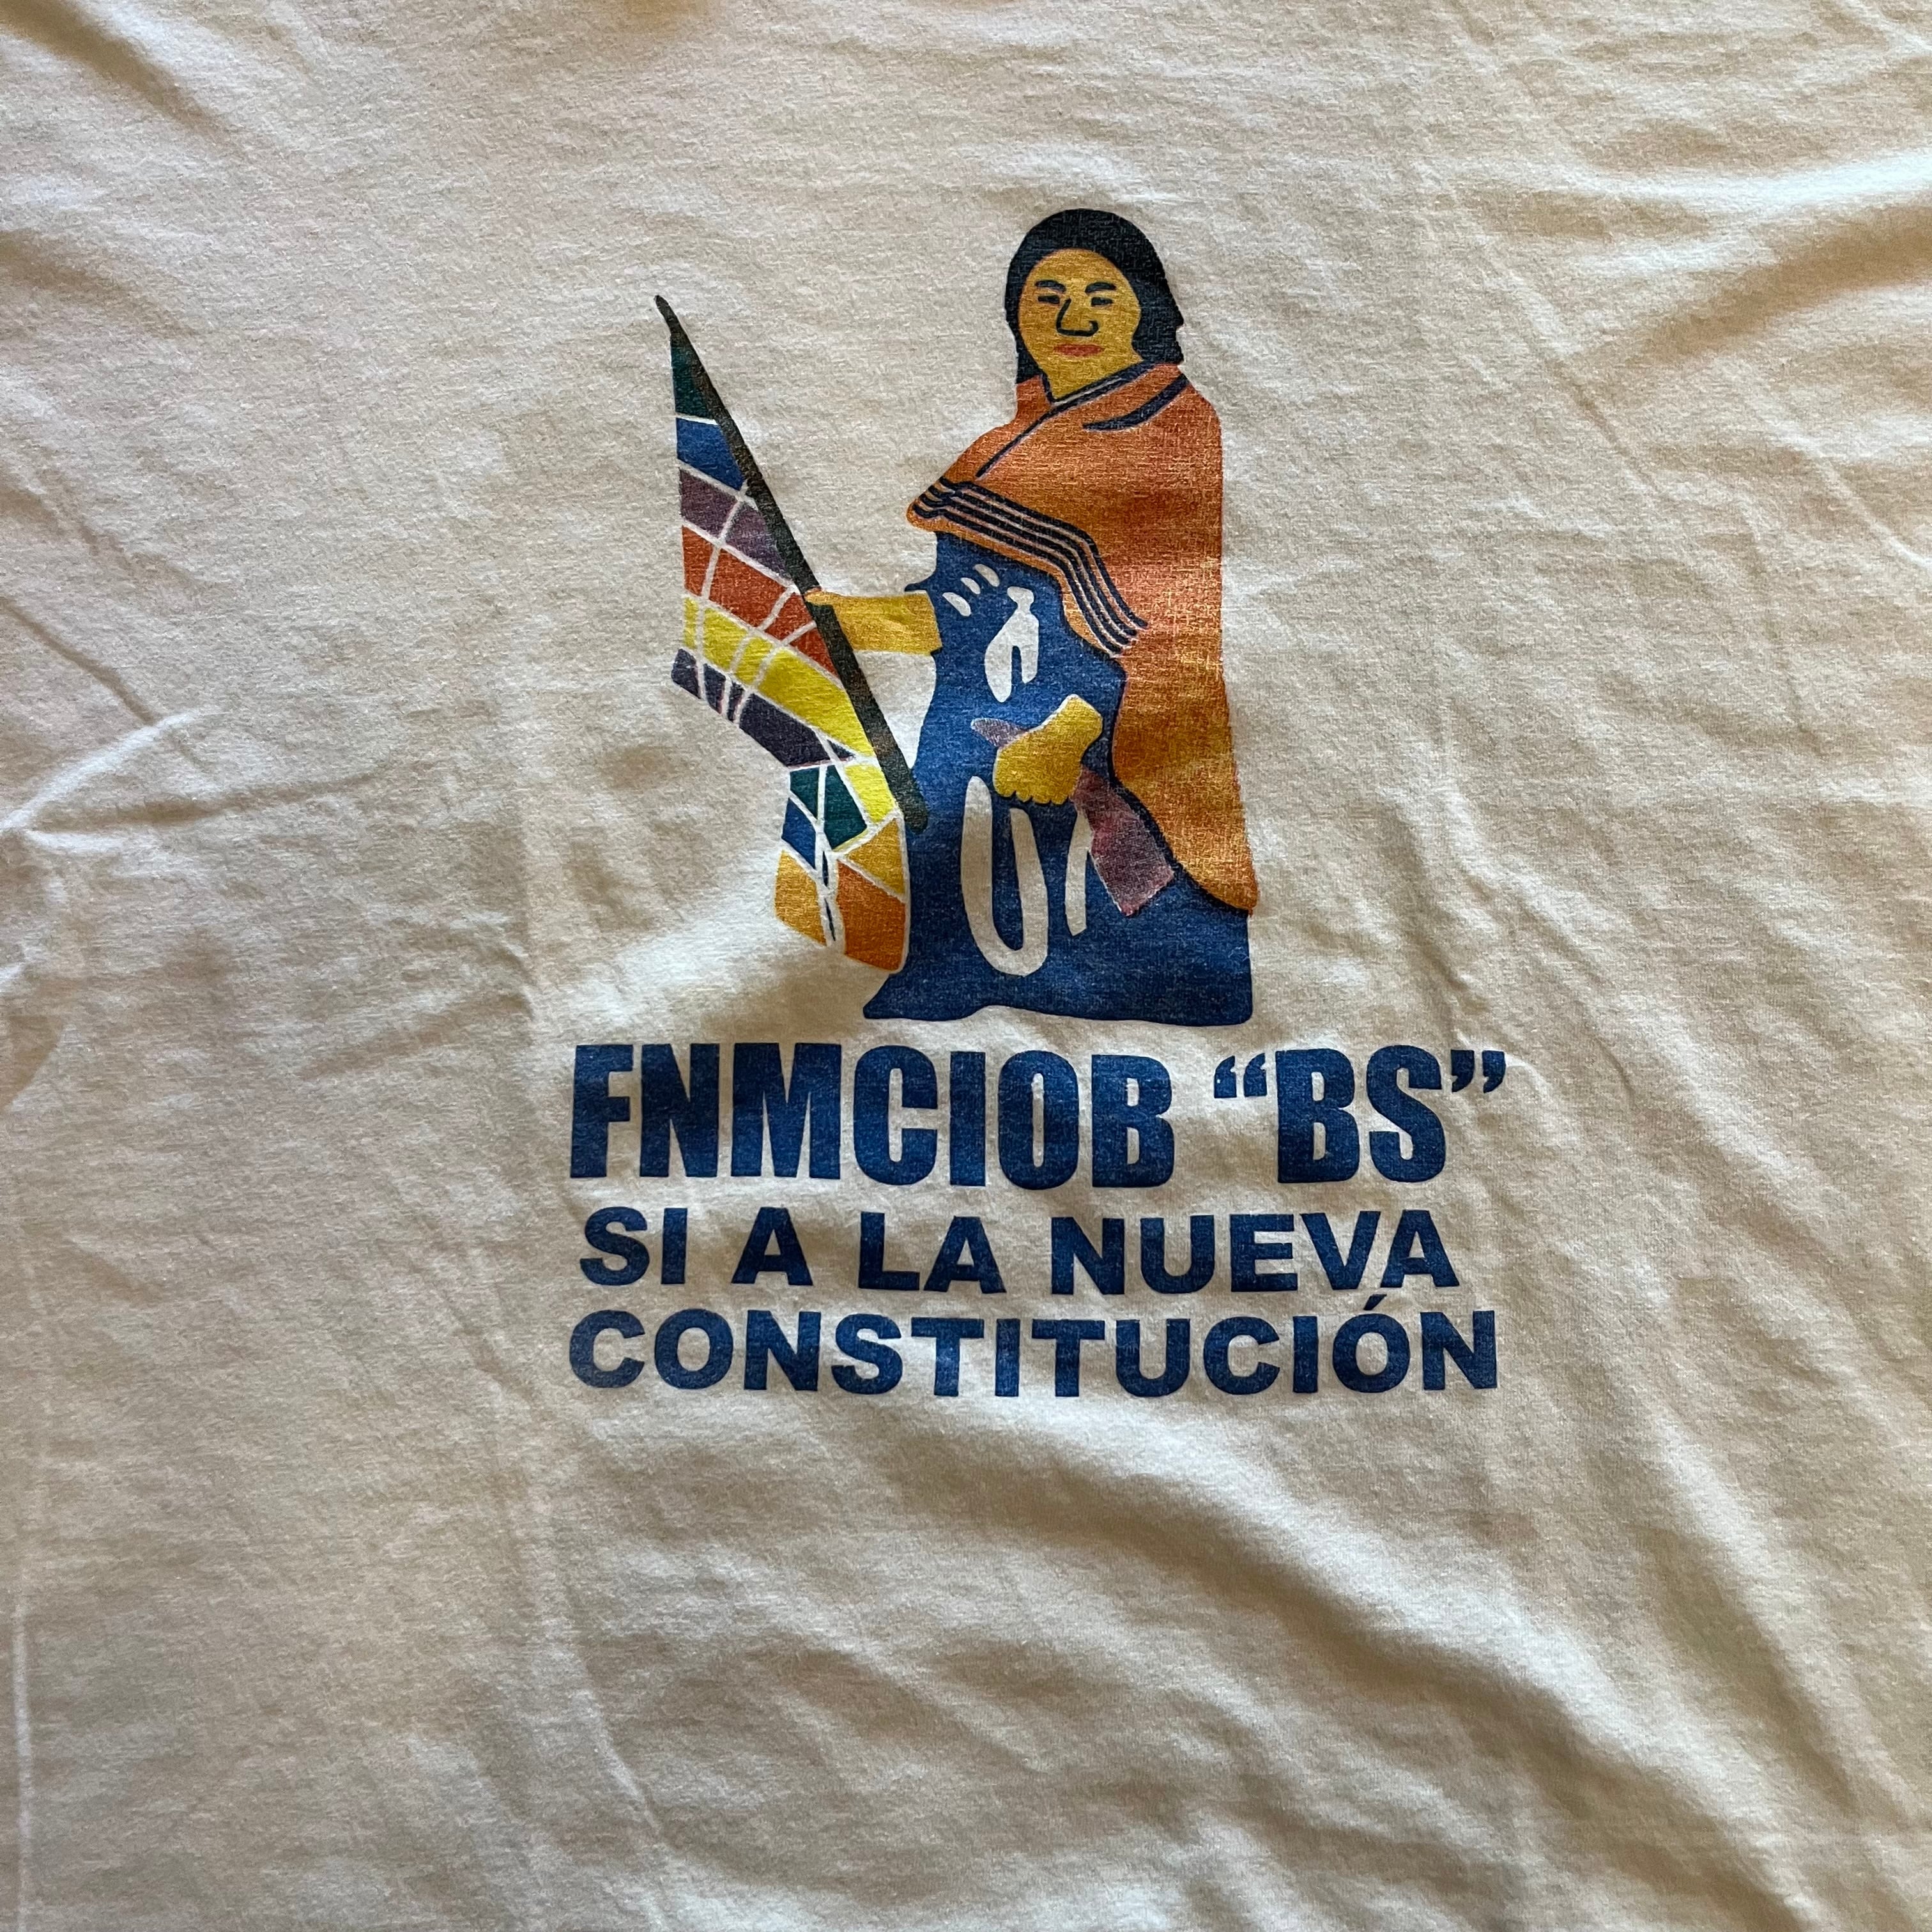 FNMCIOB “BS”
SI A LA NUEVA
CONSTITUCIÓN